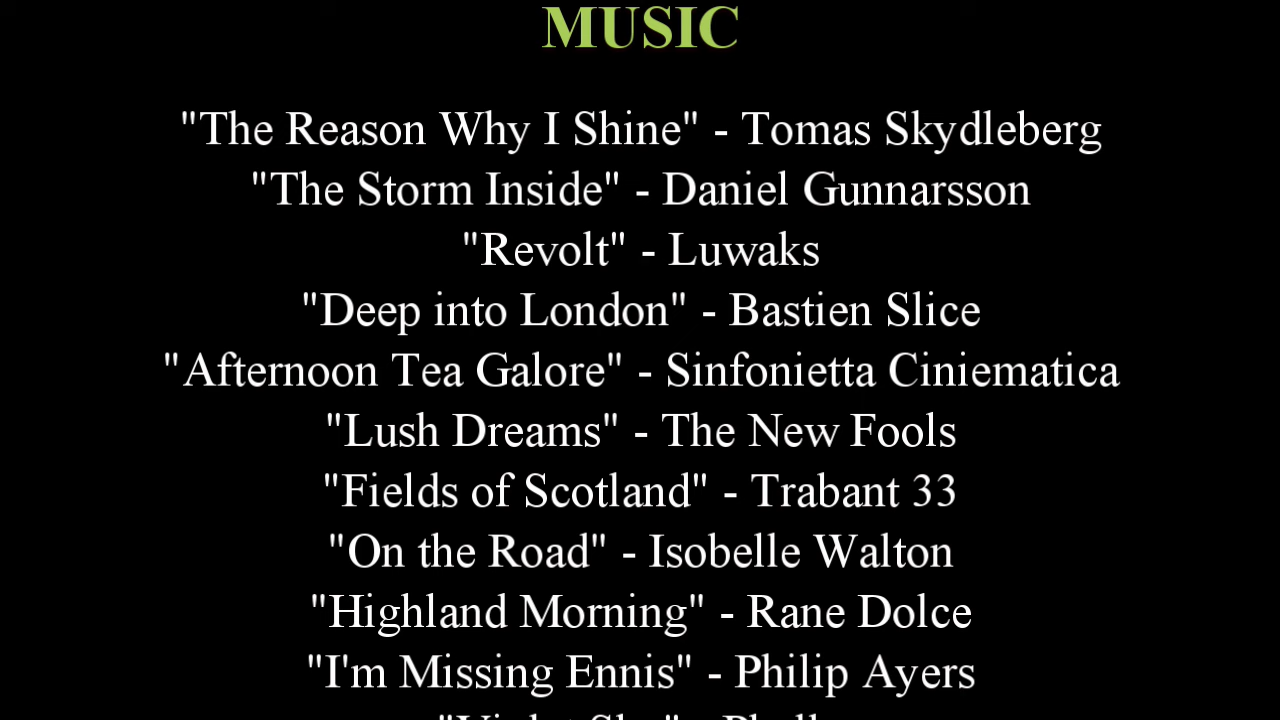 MUSIC
"The Reason Why I Shine" - Tomas Skydleberg
"The Storm Inside" - Daniel Gunnarsson
"Revolt" - Luwaks
"Deep into London" - Bastien Slice
"Afternoon Tea Galore" - Sinfonietta Ciniematica
"Lush Dreams" - The New Fools
"Fields of Scotland" - Trabant 33
"On the Road" - Isobelle Walton
"Highland Morning" - Rane Dolce
"I'm Missing Ennis" - Philip Ayers